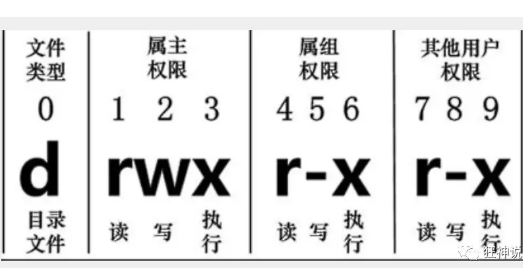 文件 属主 属组 其他用户
类型 权限 权限 权限
0 1 2 3 4 5 6 7 8 9
d rwx r-x r-x
目录 读 写 执 读 写 执 读 写 执
文件 行 行 行
狂神说